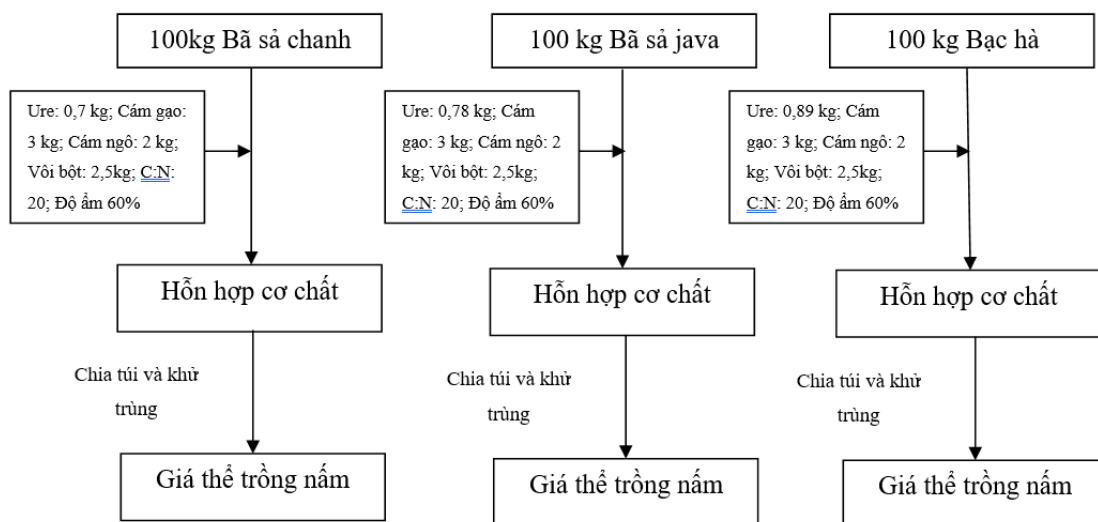 100kg Bã sả chanh
Ure: 0,7 kg; Cám gạo:
3 kg; Cám ngô: 2 kg;
Vôi bột: 2,5kg; C:N:
20; Độ ẩm 60%
Hỗn hợp cơ chất
Chia túi và khử
trùng
Giá thể trồng nấm
100 kg Bã sả java
Ure: 0,78 kg; Cám
gạo: 3 kg; Cám ngô: 2
kg; Vôi bột: 2,5kg;
C:N: 20; Độ ẩm 60%
Hỗn hợp cơ chất
Chia túi và khử
trùng
Giá thể trồng nấm
100 kg Bạc hà
Ure: 0,89 kg; Cám
gạo: 3 kg; Cám ngô: 2
kg; Vôi bột: 2,5kg;
C:N: 20; Độ ẩm 60%
Hỗn hợp cơ chất
Chia túi và khử
trùng
Giá thể trồng nấm